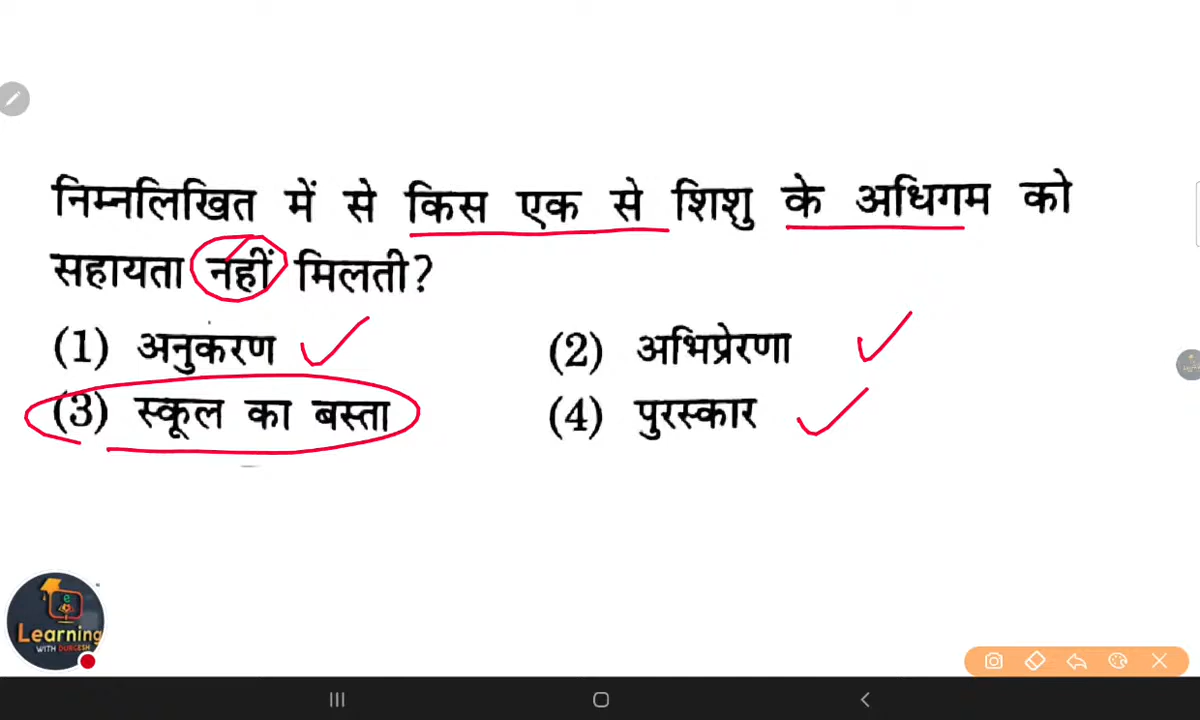 निम्नलिखित में से किस एक से शिशु के अधिगम को
सहायता नहीं मिलती?
(1) अनुकरण (2) अभिप्रेरणा
(3) स्कूल का बस्ता (4) पुरस्कार
e
Learning
WITH DURGESH